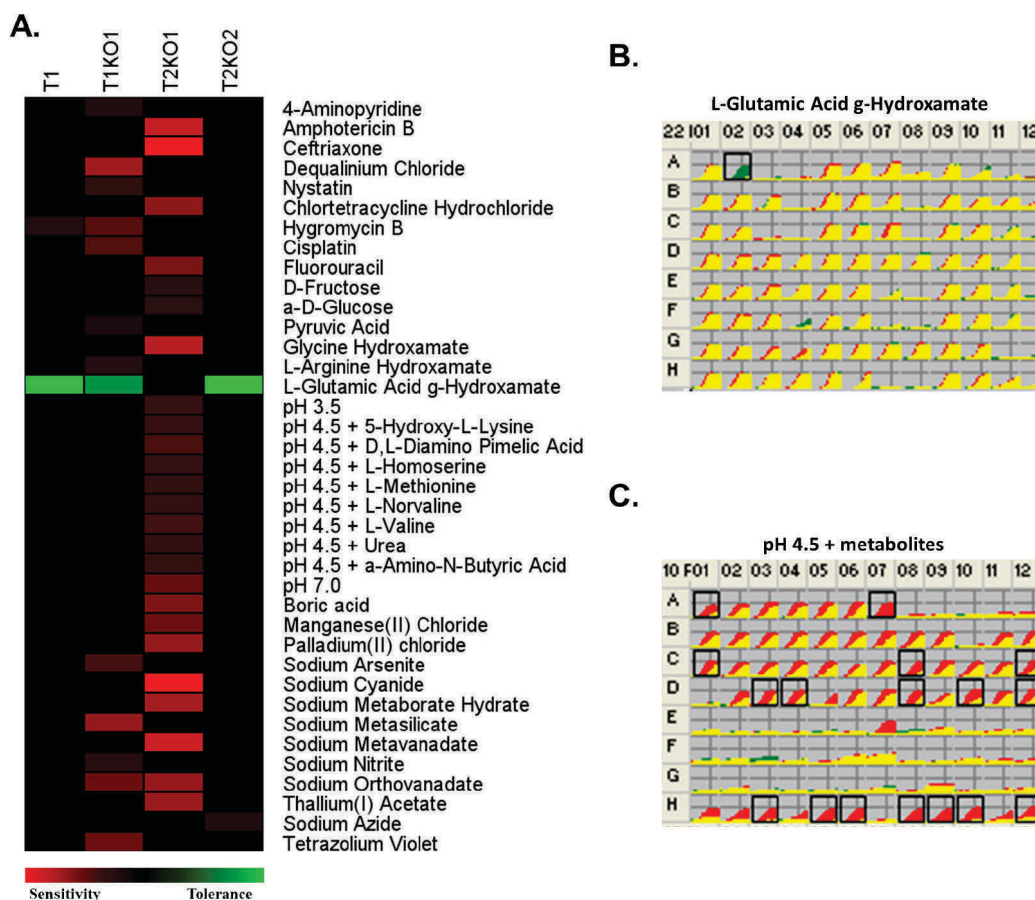 A.
T1 T1KO1 T2KO1 T2KO2
4-Aminopyridine
Amphotericin B
Ceftriaxone
Dequalinium Chloride
Nystatin
Chlortetracycline Hydrochloride
Hygromycin B
Cisplatin
Fluorouracil
D-Fructose
a-D-Glucose
Pyruvic Acid
Glycine Hydroxamate
L-Arginine Hydroxamate
L-Glutamic Acid g-Hydroxamate
pH 3.5
pH 4.5 + 5-Hydroxy-L-Lysine
pH 4.5 + D,L-Diamino Pimelic Acid
pH 4.5 + L-Homoserine
pH 4.5 + L-Methionine
pH 4.5 + L-Norvaline
pH 4.5 + L-Valine
pH 4.5 + Urea
pH 4.5 + a-Amino-N-Butyric Acid
pH 7.0
Boric acid
Manganese(II) Chloride
Palladium(II) chloride
Sodium Arsenite
Sodium Cyanide
Sodium Metaborate Hydrate
Sodium Metasilicate
Sodium Metavanadate
Sodium Nitrite
Sodium Orthovanadate
Thallium(I) Acetate
Sodium Azide
Tetrazolium Violet
Sensitivity Tolerance
B.
L-Glutamic Acid g-Hydroxamate
22 I01 02 03 04 05 06 07 08 09 10 11 12
A
B
C
D
E
F
G
H
C.
pH 4.5 + metabolites
10 F01 02 03 04 05 06 07 08 09 10 11 12
A
B
C
D
E
F
G
H